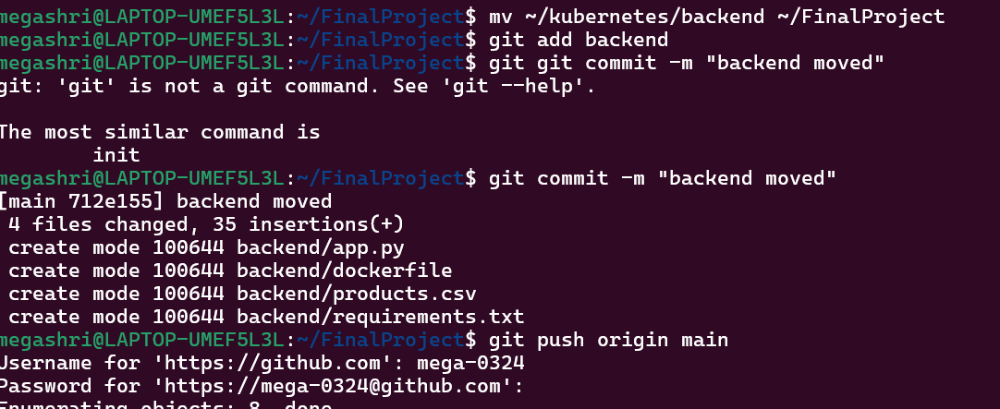 megashri@LAPTOP-UMEF5L3L:~/FinalProject$ mv ~/kubernetes/backend ~/FinalProject
megashri@LAPTOP-UMEF5L3L:~/FinalProject$ git add backend
megashri@LAPTOP-UMEF5L3L:~/FinalProject$ git git commit -m "backend moved"
git: 'git' is not a git command. See 'git --help'.

The most similar command is
        init
megashri@LAPTOP-UMEF5L3L:~/FinalProject$ git commit -m "backend moved"
[main 712e155] backend moved
 4 files changed, 35 insertions(+)
 create mode 100644 backend/app.py
 create mode 100644 backend/dockerfile
 create mode 100644 backend/products.csv
 create mode 100644 backend/requirements.txt
megashri@LAPTOP-UMEF5L3L:~/FinalProject$ git push origin main
Username for 'https://github.com': mega-0324
Password for 'https://mega-0324@github.com':
Enumerating objects: 8, done